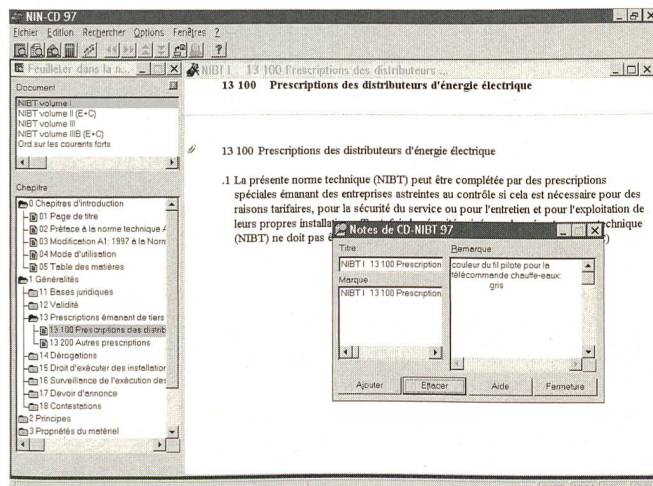 NIN-CD 97
Fichier Edition Rechercher Options Fenêtres ?
Feuilleter dans la n...
NIBT I 13 100 Prescriptions des distributeurs ...
Document
NIBT volume I
NIBT volume II (E+C)
NIBT volume III
NIBT volume IIIB (E+C)
Ord.sur les courants forts
Chapitre
0 Chapitres d'introduction
01 Page de titre
02 Préface à la norme technique A
03 Modification A1: 1997 à la Norm
04 Mode d'utilisation
05 Table des matières
1 Généralités
11 Bases juridiques
12 Validité
13 Prescriptions émanant de tiers
13 100 Prescriptions des distrib
13 200 Autres prescriptions
14 Dérogations
15 Droit d'exécuter des installation
16 Surveillance de l'exécution des
17 Devoir d'annonce
18 Contestations
2 Principes
3 Propriétés du matériel
13 100 Prescriptions des distributeurs d'énergie électrique
13 100 Prescriptions des distributeurs d'énergie électrique
.1 La présente norme technique (NIBT) peut être complétée par des prescriptions
spéciales émanant des entreprises astreintes au contrôle si cela est nécessaire pour des
raisons tarifaires, pour la sécurité du service ou pour l'entretien et pour l'exploitation de
leurs propres
(NIBT) ne doit pas
Notes de CD-NIBT 97
Titre
NIBT I 13 100 Prescription
Marque
NIBT I 13 100 Prescription
Remarque
couleur du fil pilote pour la
télécommande chauffe-eaux:
gris
Ajouter Effacer Aide Fermeture